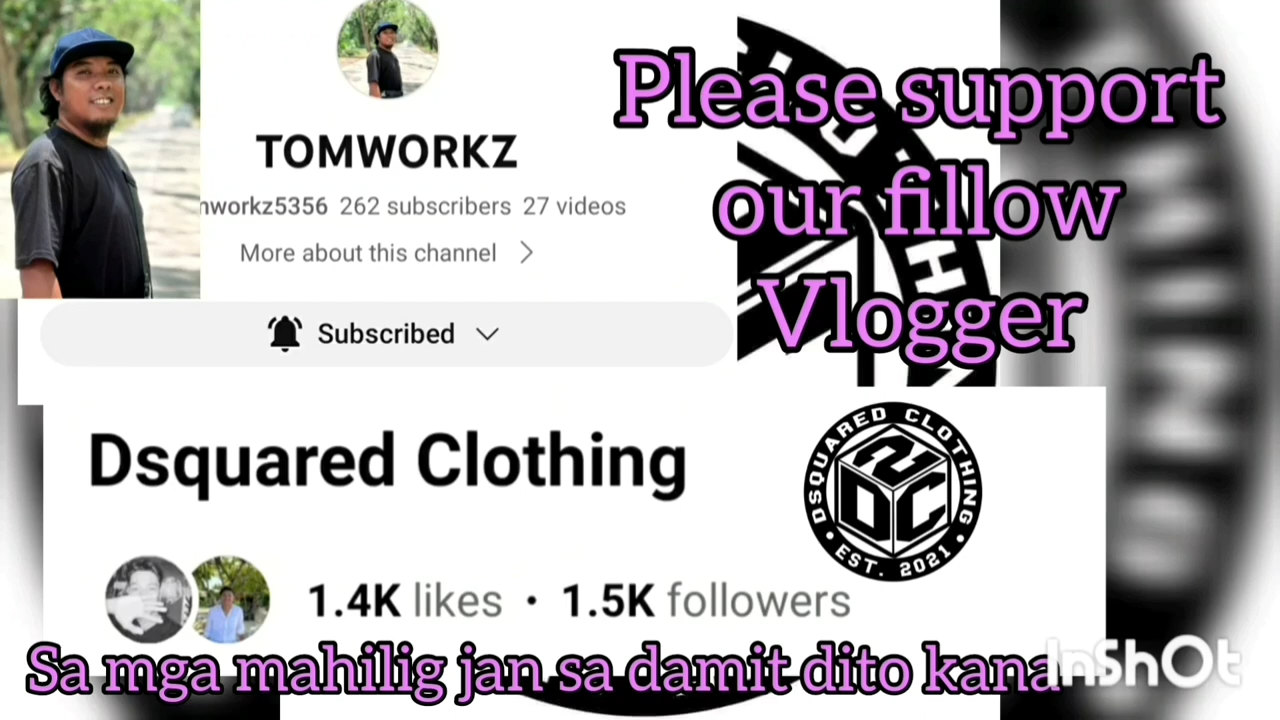 TOMWORKZ
nworkz5356 262 subscribers 27 videos
More about this channel
Subscribed
Please support
our fillow
Vlogger
Dsquared Clothing
DSQUARED CLOTHING
2
DC
• EST. 2021 •
1.4K likes • 1.5K followers
Sa mga mahilig jan sa damit dito kana
InShOt